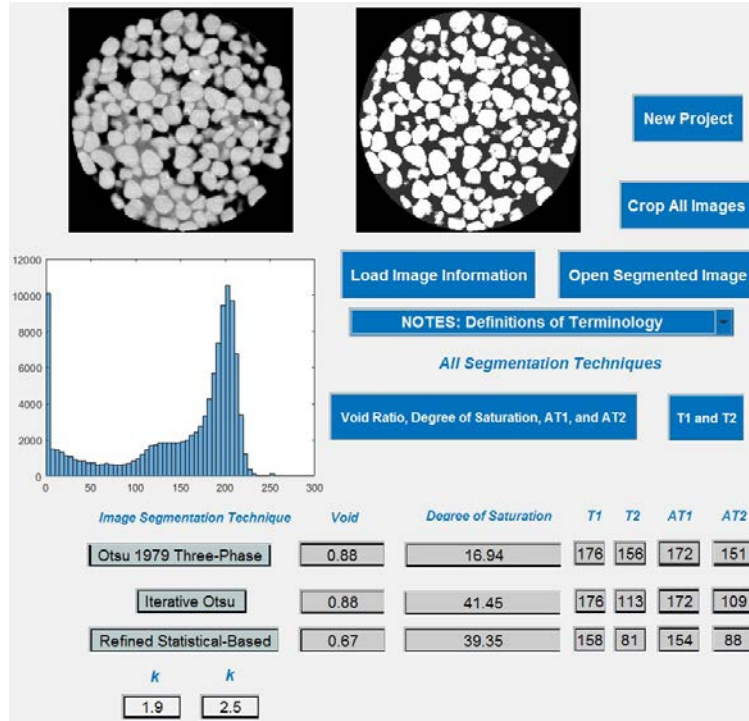 New Project
Crop All Images
Load Image Information Open Segmented Image
NOTES: Definitions of Terminology
All Segmentation Techniques
Void Ratio, Degree of Saturation, AT1, and AT2 T1 and T2
12000
10000
8000
6000
4000
2000
0
0 50 100 150 200 250 300
Image Segmentation Technique Void Degree of Saturation T1 T2 AT1 AT2
Otsu 1979 Three-Phase 0.88 16.94 176 156 172 151
Iterative Otsu 0.88 41.45 176 113 172 109
Refined Statistical-Based 0.67 39.35 158 81 154 88
k k
1.9 2.5